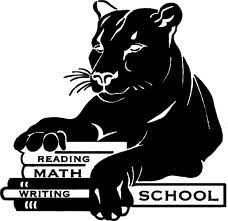 READING
MATH
WRITING
SCHOOL